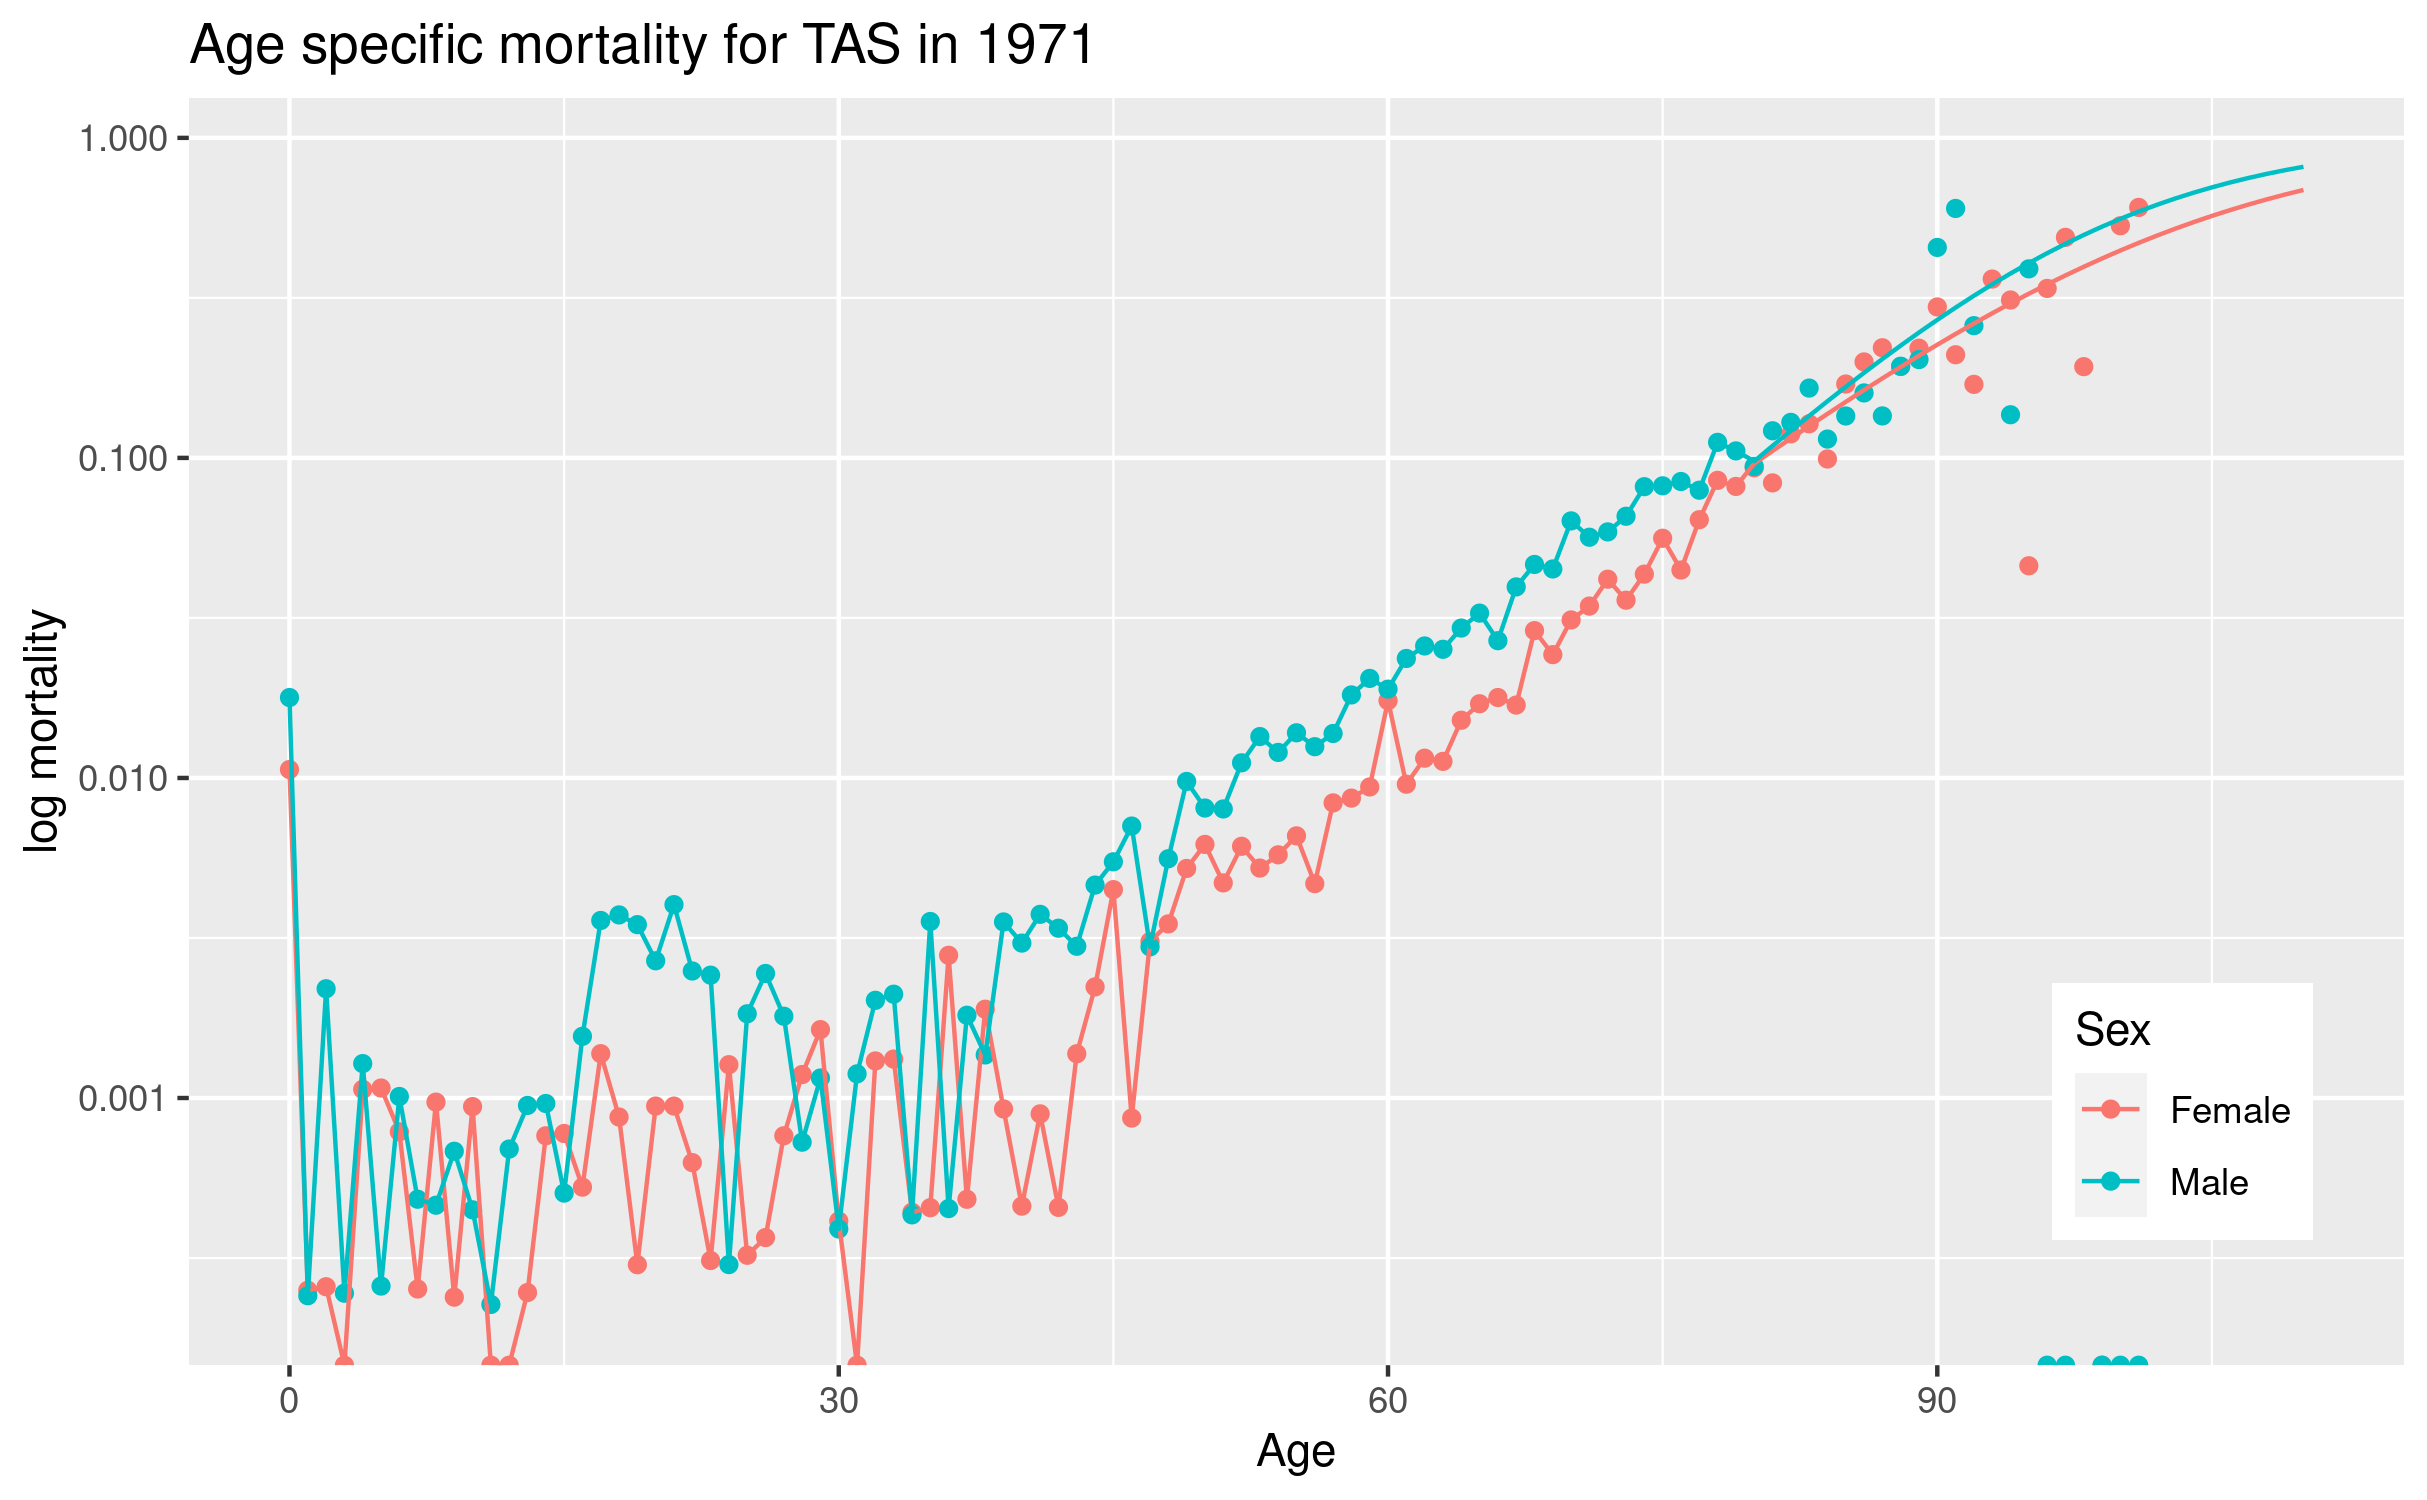 Age specific mortality for TAS in 1971
log mortality
1.000
0.100
0.010
0.001
0
30
60
90
Age
Sex
Female
Male